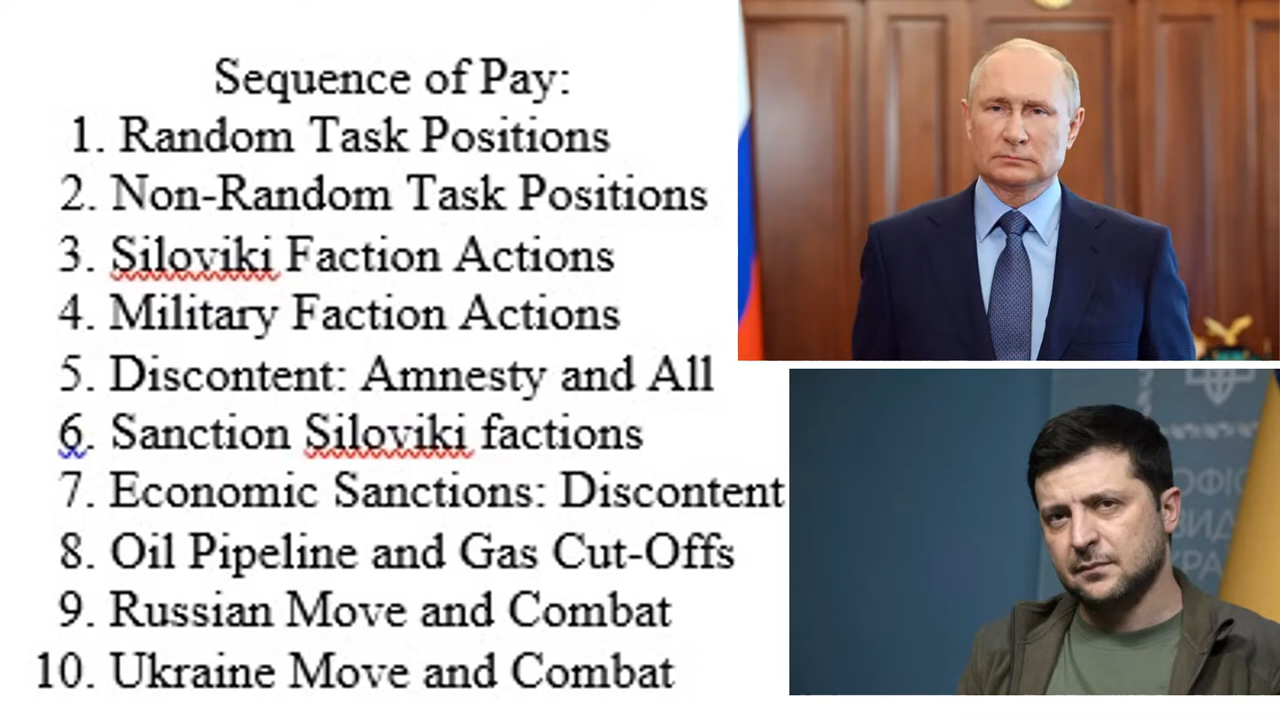 Sequence of Pay:
1. Random Task Positions
2. Non-Random Task Positions
3. Siloviki Faction Actions
4. Military Faction Actions
5. Discontent: Amnesty and All
6. Sanction Siloviki factions
7. Economic Sanctions: Discontent
8. Oil Pipeline and Gas Cut-Offs
9. Russian Move and Combat
10. Ukraine Move and Combat